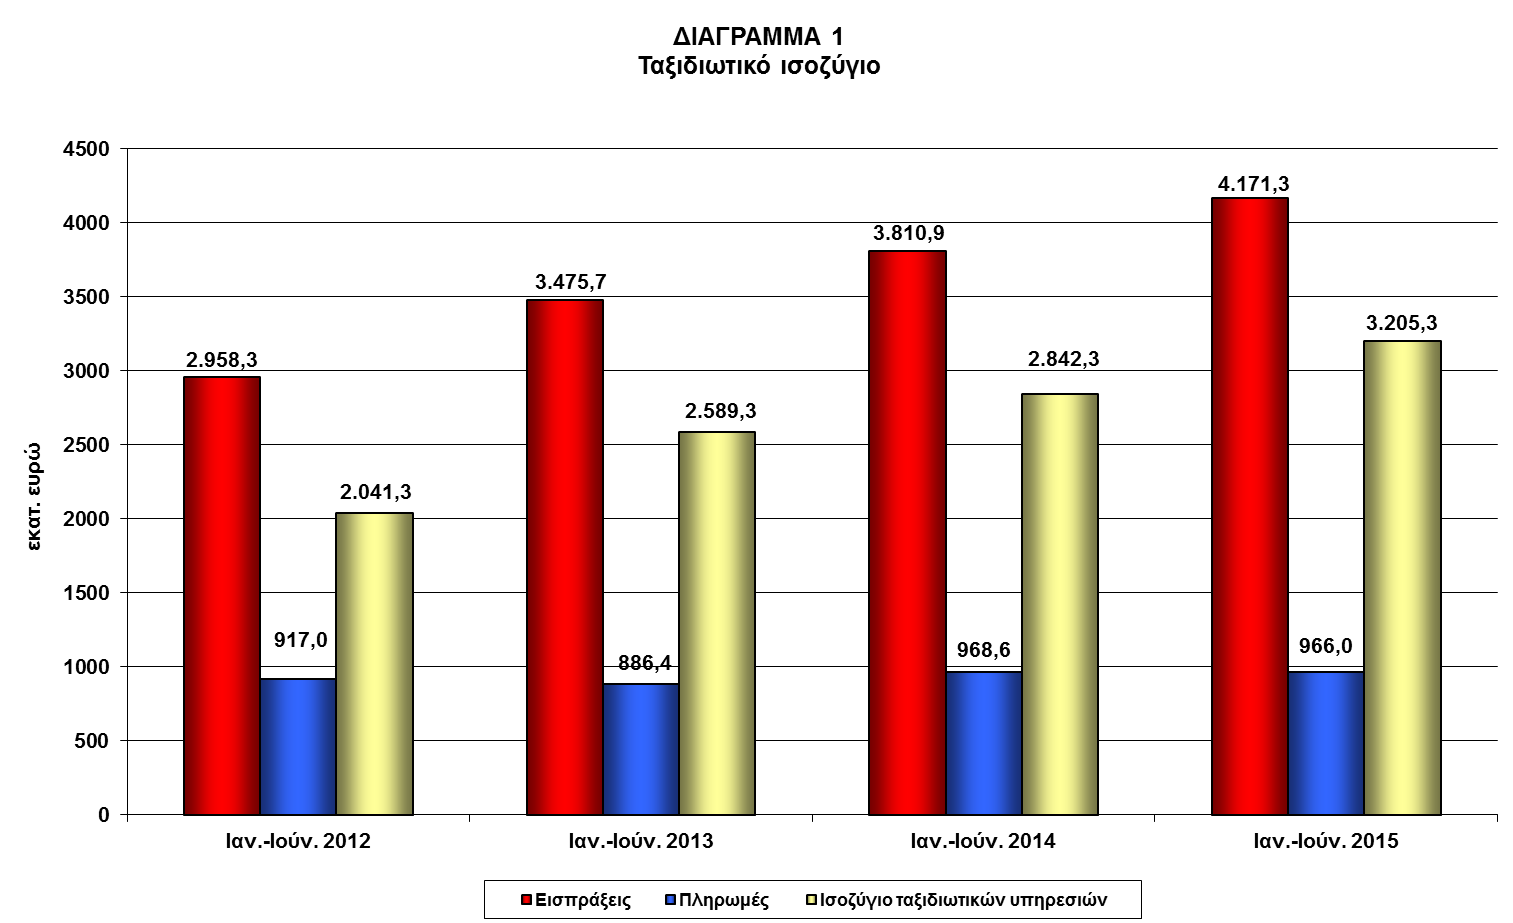 ΔΙΑΓΡΑΜΜΑ 1
Ταξιδιωτικό ισοζύγιο
εκατ. ευρώ
4500
4000
3500
3000
2500
2000
1500
1000
500
0
2.958,3
917,0
2.041,3
3.475,7
886,4
2.589,3
3.810,9
968,6
2.842,3
4.171,3
966,0
3.205,3
Ιαν.-Ιούν. 2012
Ιαν.-Ιούν. 2013
Ιαν.-Ιούν. 2014
Ιαν.-Ιούν. 2015
Εισπράξεις
Πληρωμές
Ισοζύγιο ταξιδιωτικών υπηρεσιών